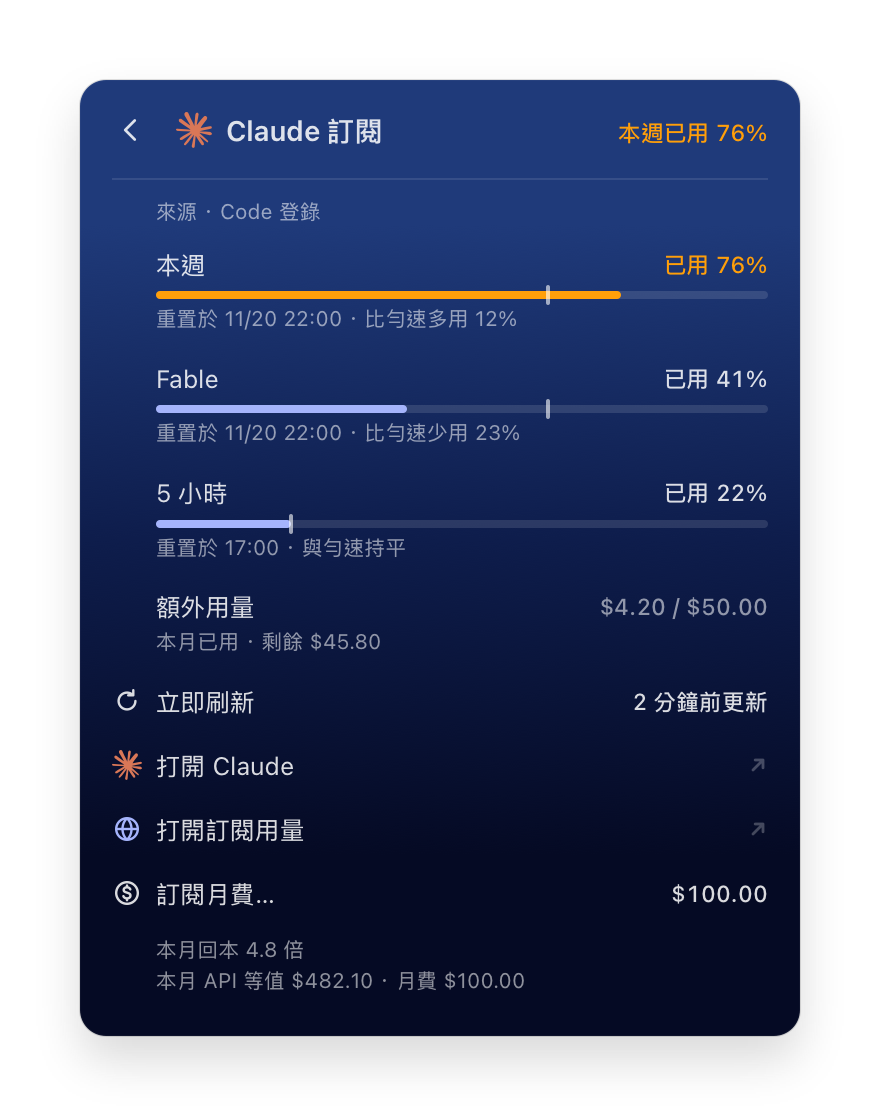 Claude 訂閱
本週已用 76%
來源 · Code 登錄
本週
已用 76%
重置於 11/20 22:00 · 比勻速多用 12%
Fable
已用 41%
重置於 11/20 22:00 · 比勻速少用 23%
5 小時
已用 22%
重置於 17:00 · 與勻速持平
額外用量
$4.20 / $50.00
本月已用 · 剩餘 $45.80
立即刷新
2 分鐘前更新
打開 Claude
打開訂閱用量
訂閱月費…
$100.00
本月回本 4.8 倍
本月 API 等值 $482.10 · 月費 $100.00